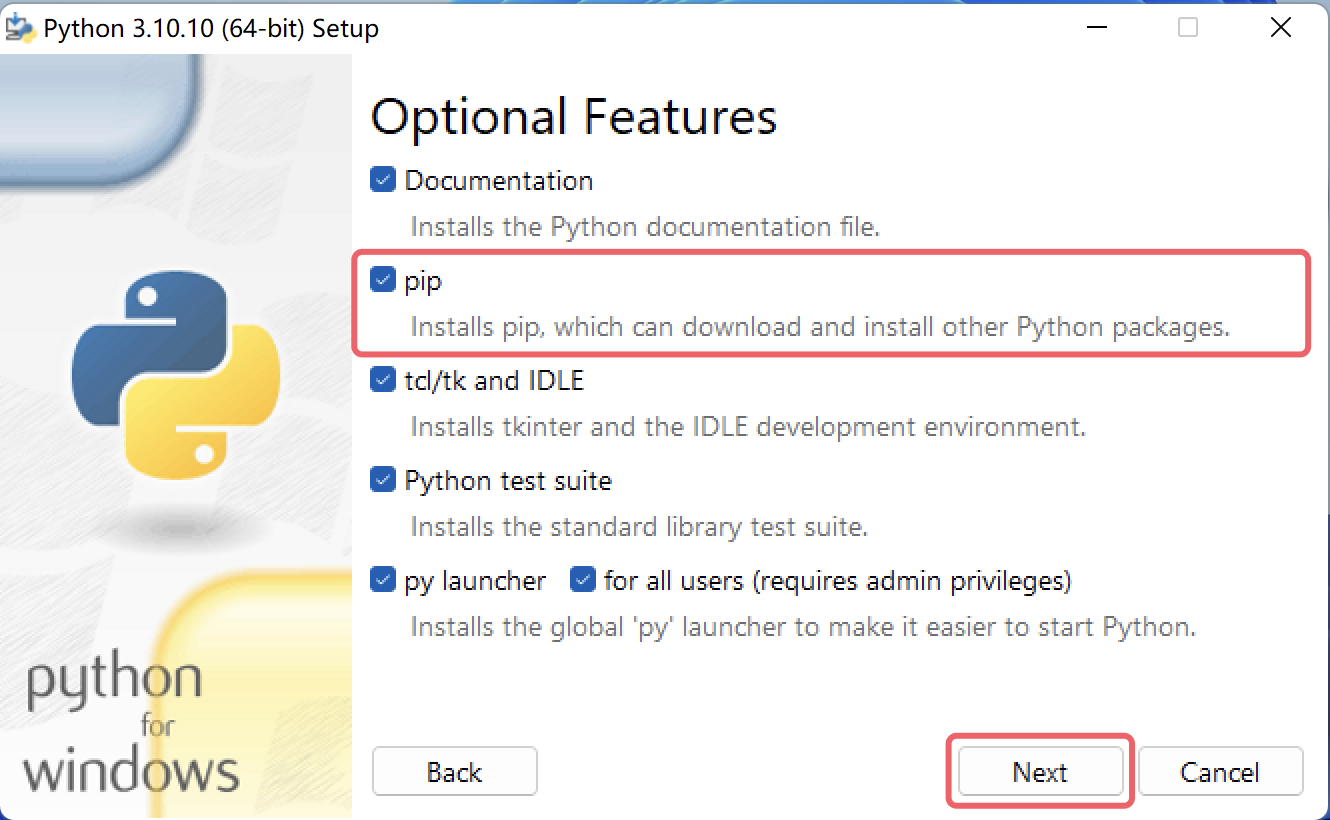 Python 3.10.10 (64-bit) Setup
Optional Features
Documentation
Installs the Python documentation file.
pip
Installs pip, which can download and install other Python packages.
tcl/tk and IDLE
Installs tkinter and the IDLE development environment.
Python test suite
Installs the standard library test suite.
py launcher for all users (requires admin privileges)
Installs the global 'py' launcher to make it easier to start Python.
python
for
windows
Back Next Cancel